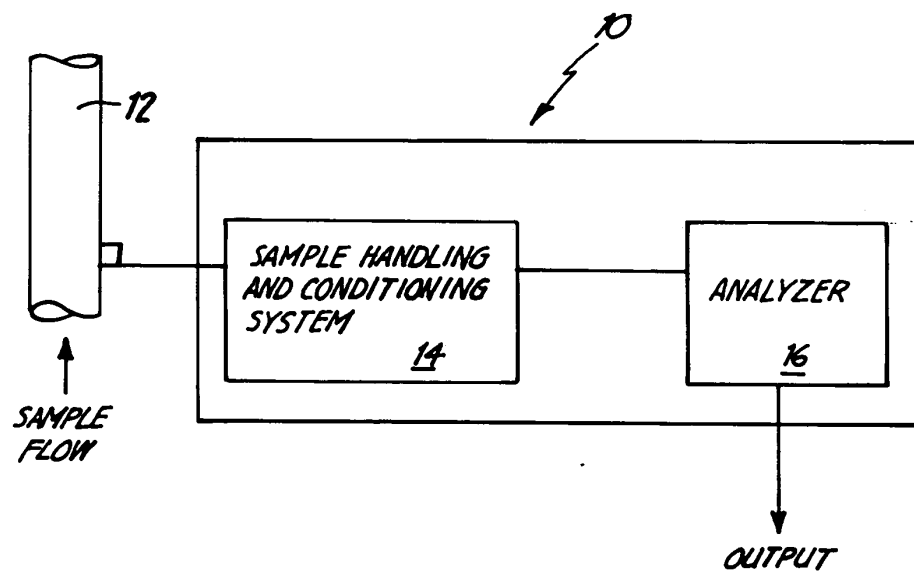 10
12
SAMPLE HANDLING
AND CONDITIONING
SYSTEM
14
ANALYZER
16
SAMPLE
FLOW
OUTPUT